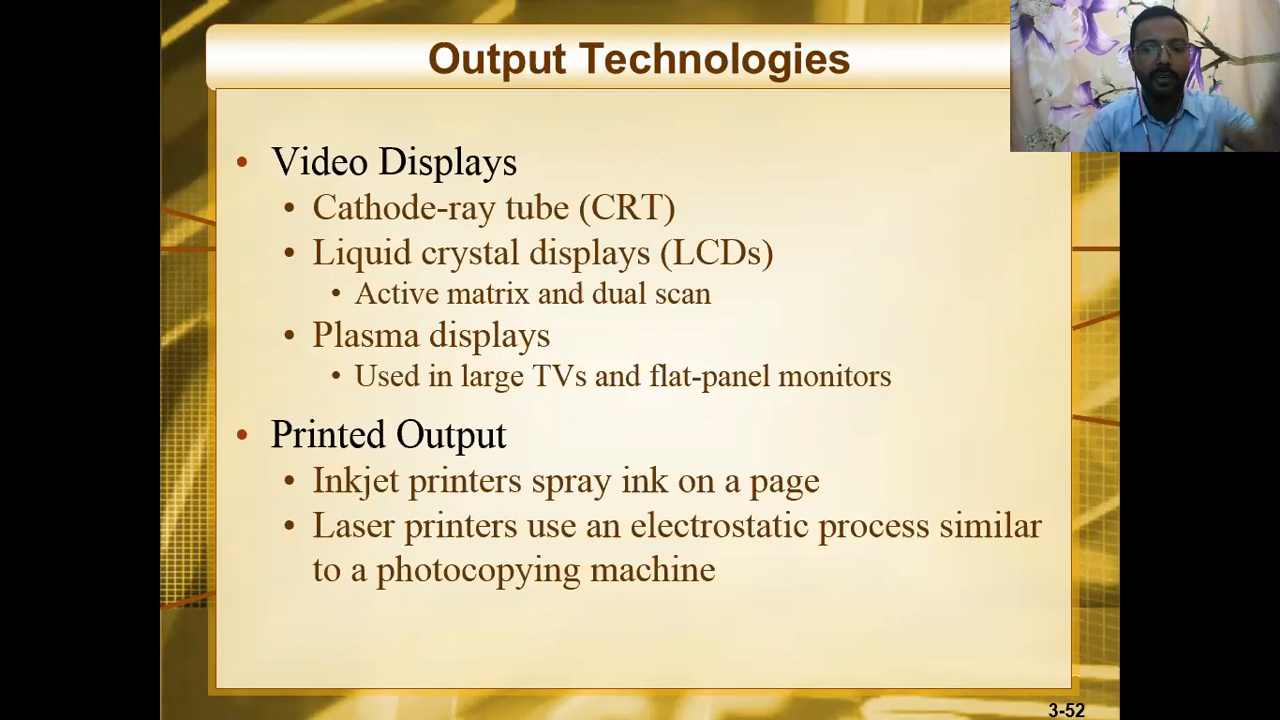 Output Technologies
• Video Displays
• Cathode-ray tube (CRT)
• Liquid crystal displays (LCDs)
• Active matrix and dual scan
• Plasma displays
• Used in large TVs and flat-panel monitors
• Printed Output
• Inkjet printers spray ink on a page
• Laser printers use an electrostatic process similar
to a photocopying machine
3-52